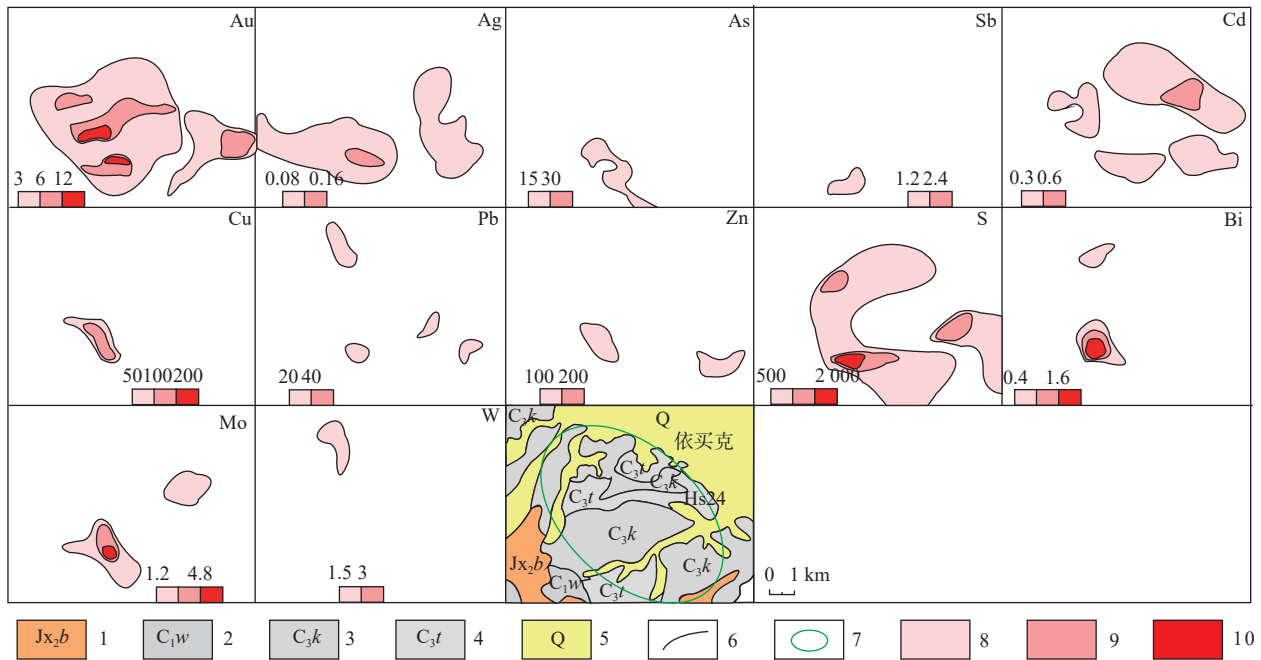 Au
3 6 12
Ag
0.08 0.16
As
15 30
Sb
1.2 2.4
Cd
0.3 0.6
Cu
50 100 200
Pb
20 40
Zn
100 200
S
500 2 000
Bi
0.4 1.6
Mo
1.2 4.8
W
1.5 3
C₃k
Q
依买克
C₃t
C₃k
Hs24
C₃t
C₃k
Jx₂b
C₃k
C₁w
C₃t
0 1 km
Jx₂b 1
C₁w 2
C₃k 3
C₃t 4
Q 5
6
7
8
9
10